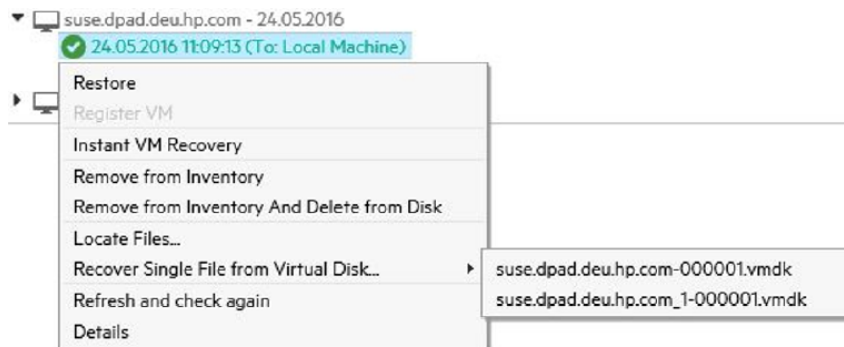 suse.dpad.deu.hp.com - 24.05.2016
24.05.2016 11:09:13 (To: Local Machine)
Restore
Register VM
Instant VM Recovery
Remove from Inventory
Remove from Inventory And Delete from Disk
Locate Files...
Recover Single File from Virtual Disk...
suse.dpad.deu.hp.com-000001.vmdk
suse.dpad.deu.hp.com_1-000001.vmdk
Refresh and check again
Details